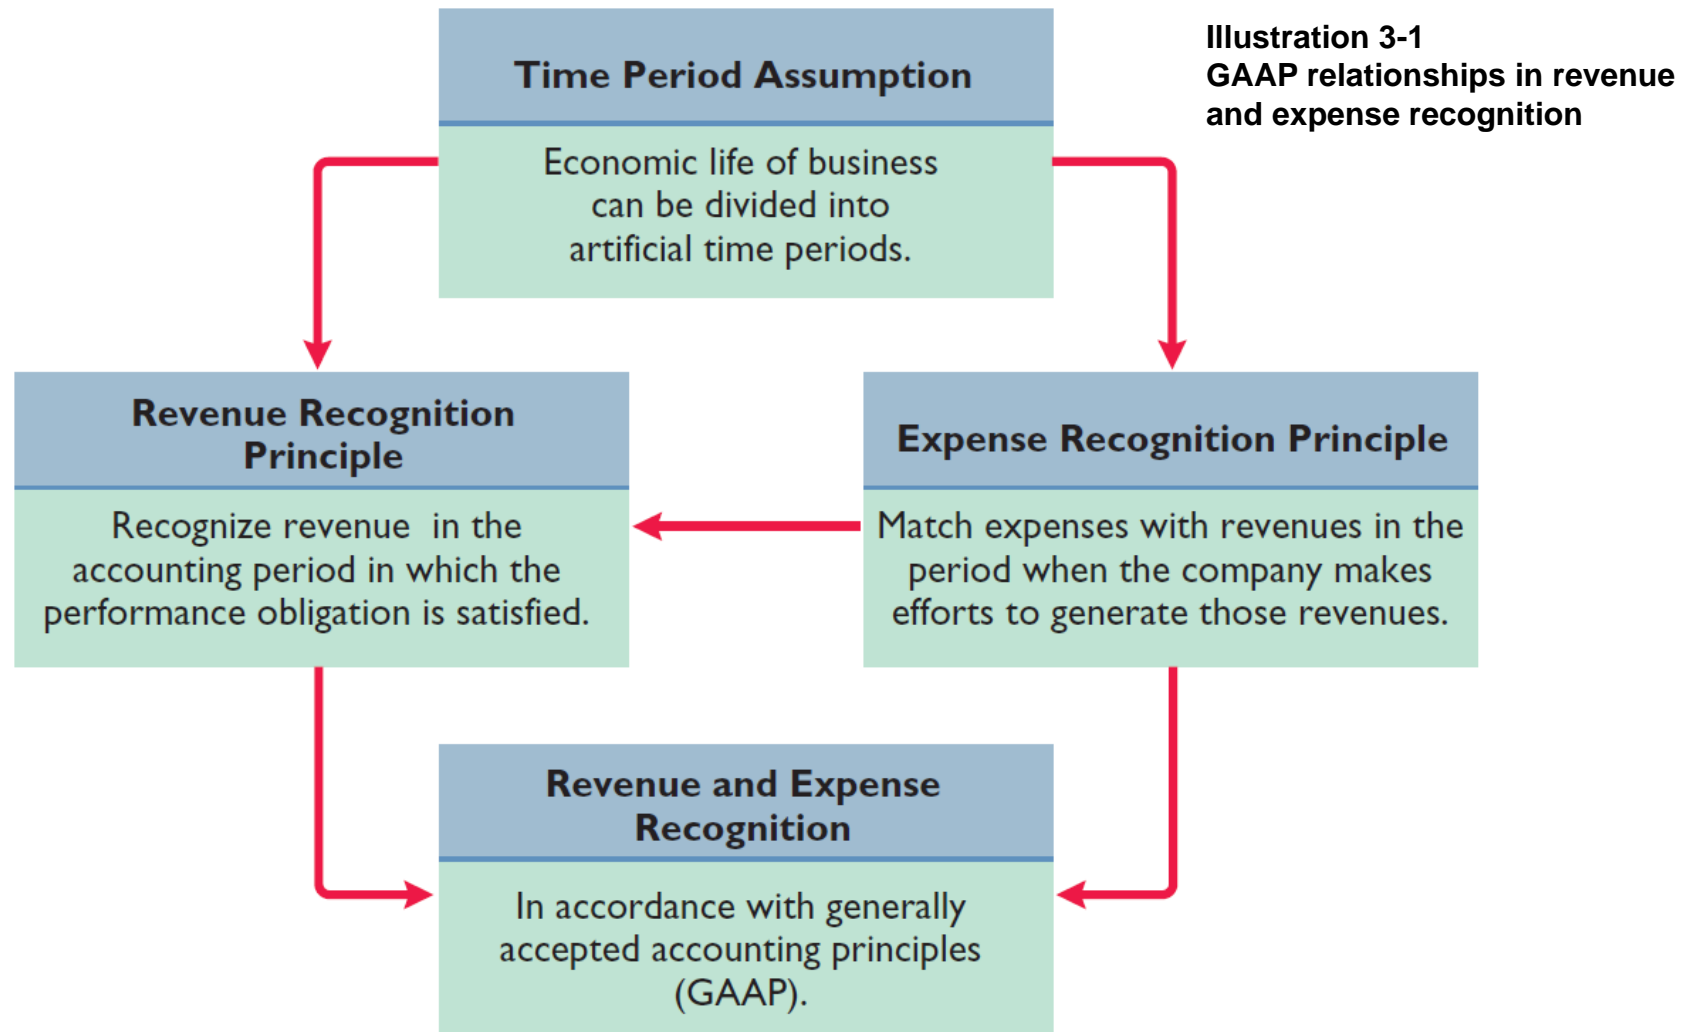 Illustration 3-1
GAAP relationships in revenue
and expense recognition
Time Period Assumption
Economic life of business
can be divided into
artificial time periods.
Revenue Recognition
Principle
Recognize revenue in the
accounting period in which the
performance obligation is satisfied.
Expense Recognition Principle
Match expenses with revenues in the
period when the company makes
efforts to generate those revenues.
Revenue and Expense
Recognition
In accordance with generally
accepted accounting principles
(GAAP).